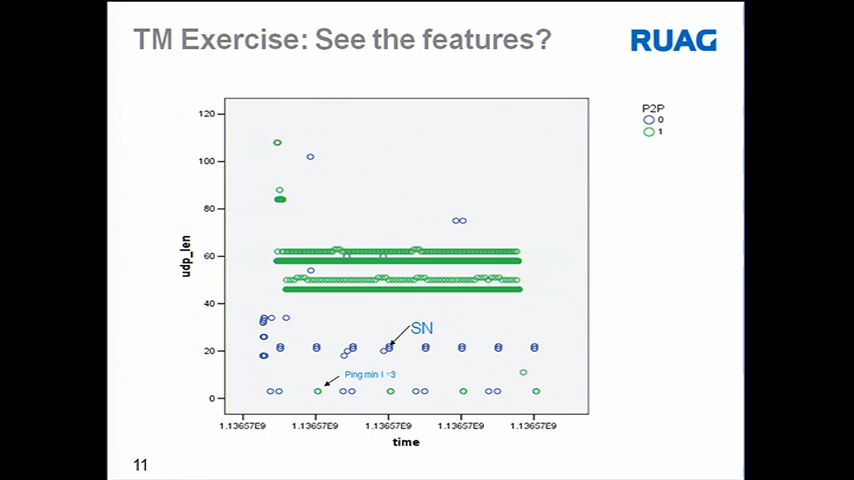 TM Exercise: See the features?
RUAG
P2P
0
1
120
100
80
60
40
20
0
udp_len
SN
Ping min l =3
1.13657E9 1.13657E9 1.13657E9 1.13657E9 1.13657E9
time
11